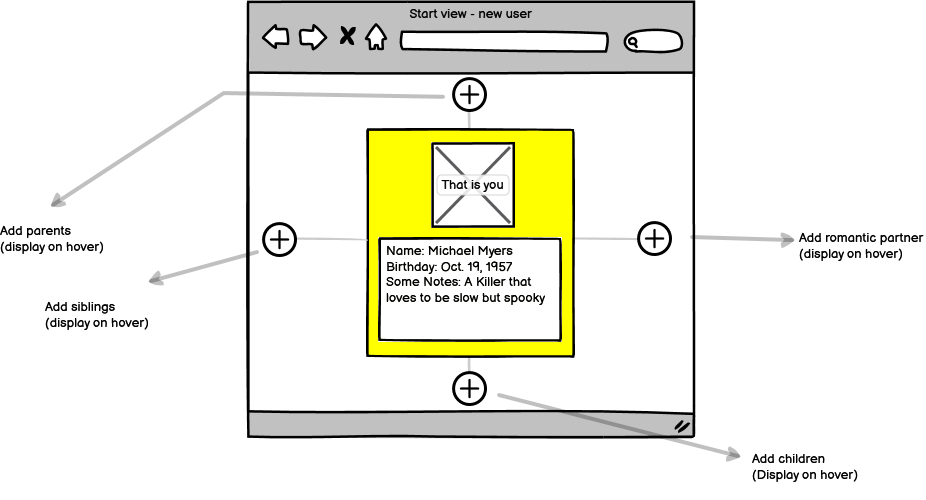 Start view - new user
That is you
Add parents
(display on hover)
Name: Michael Myers
Birthday: Oct. 19, 1957
Some Notes: A Killer that
loves to be slow but spooky
Add romantic partner
(display on hover)
Add siblings
(display on hover)
Add children
(Display on hover)